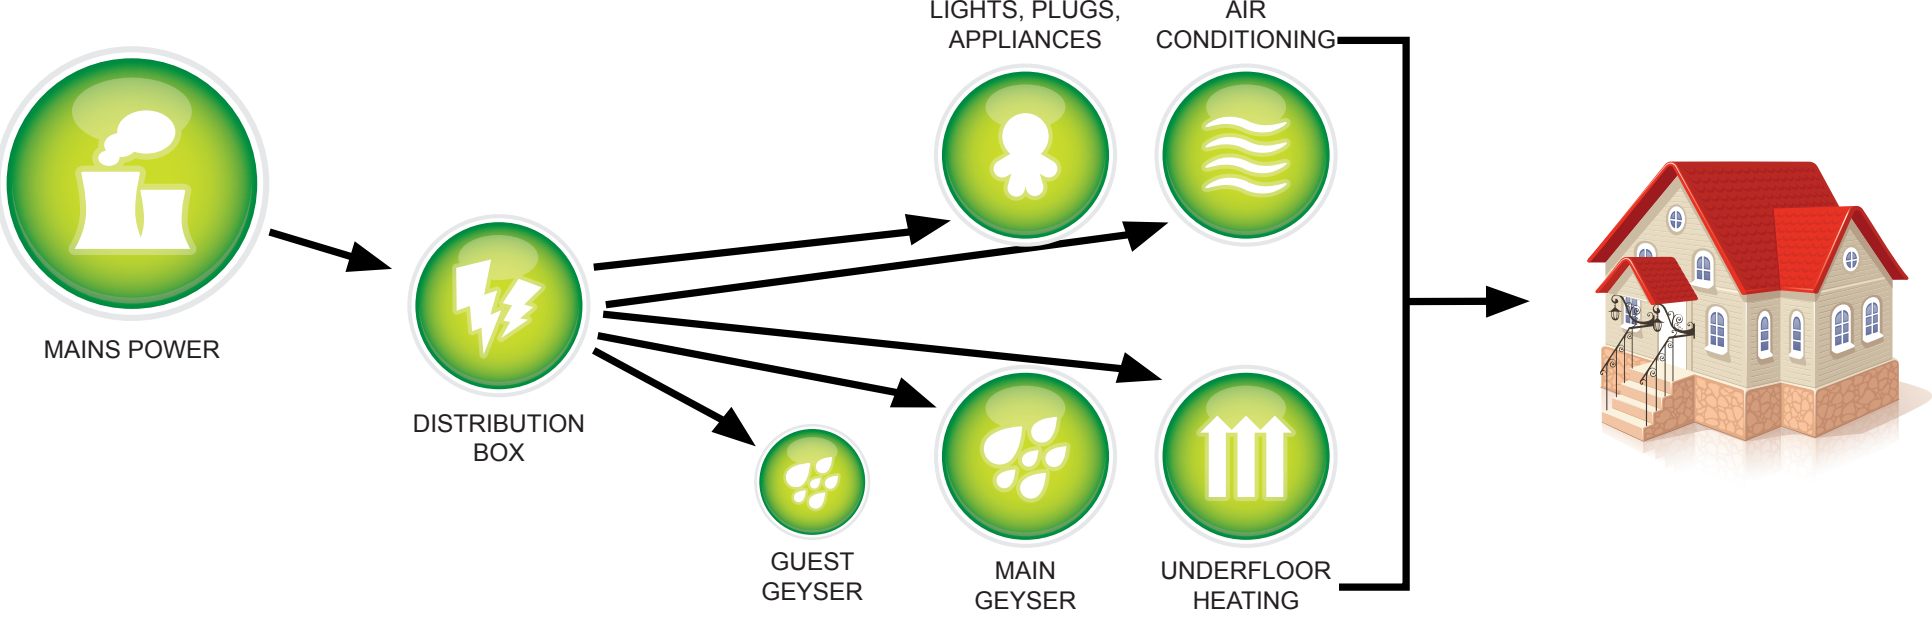 LIGHTS, PLUGS,
APPLIANCES
AIR
CONDITIONING
MAINS POWER
DISTRIBUTION
BOX
GUEST
GEYSER
MAIN
GEYSER
UNDERFLOOR
HEATING